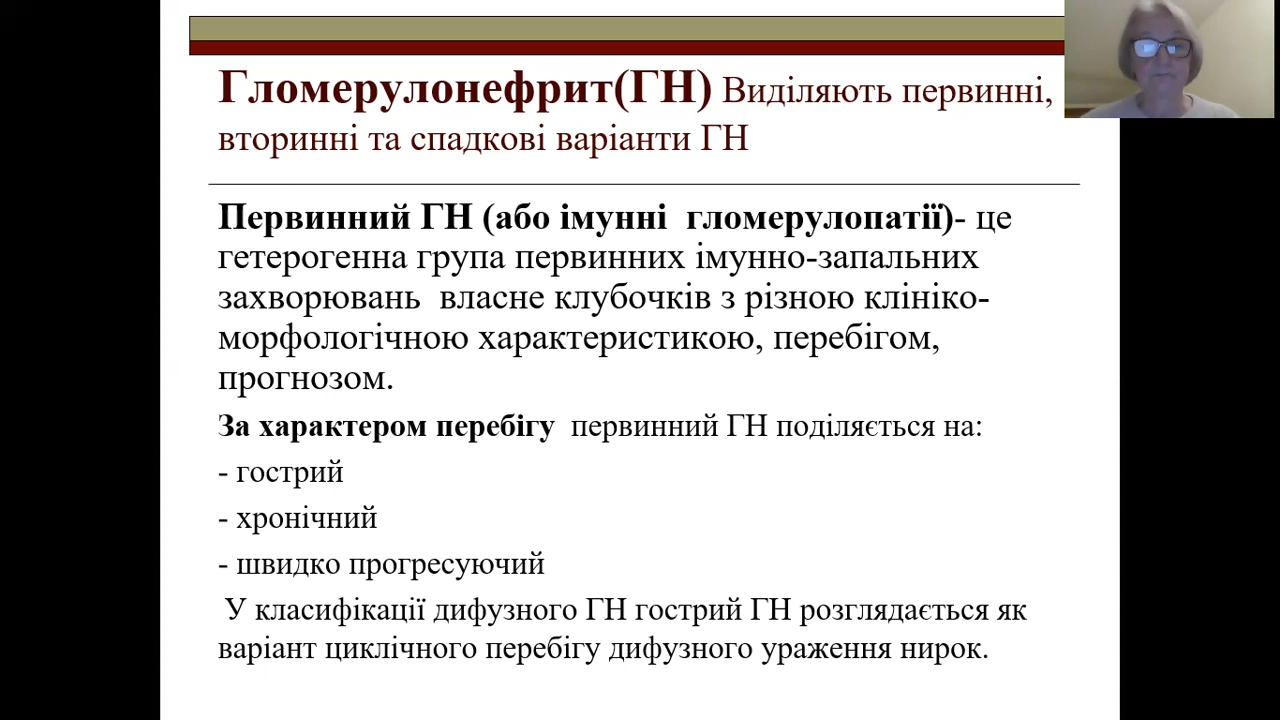 Гломерулонефрит(ГН) Виділяють первинні,
вторинні та спадкові варіанти ГН
Первинний ГН (або імунні гломерулопатії)- це
гетерогенна група первинних імунно-запальних
захворювань власне клубочків з різною клініко-
морфологічною характеристикою, перебігом,
прогнозом.
За характером перебігу первинний ГН поділяється на:
- гострий
- хронічний
- швидко прогресуючий
У класифікації дифузного ГН гострий ГН розглядається як
варіант циклічного перебігу дифузного ураження нирок.